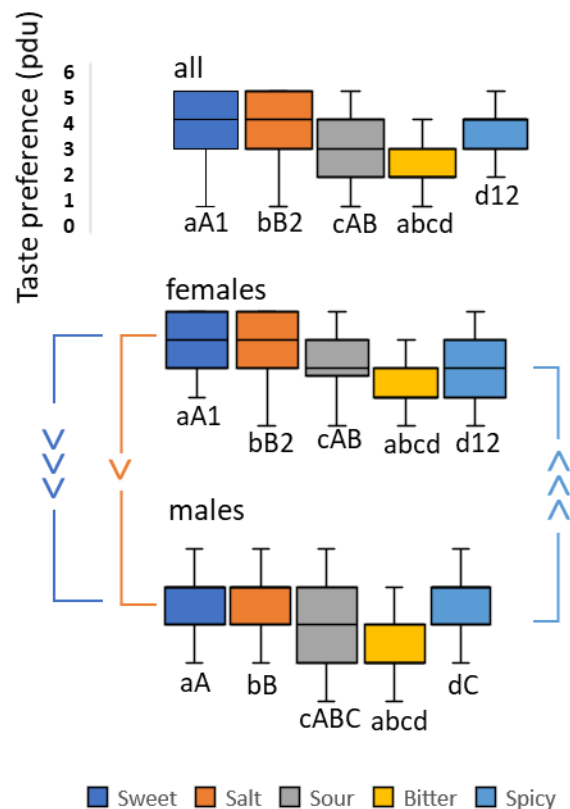 Taste preference (pdu)
6
5
4
3
2
1
0
all
aA1 bB2 cAB abcd d12
females
aA1 bB2 cAB abcd d12
males
aA bB cABC abcd dC
Sweet Salt Sour Bitter Spicy